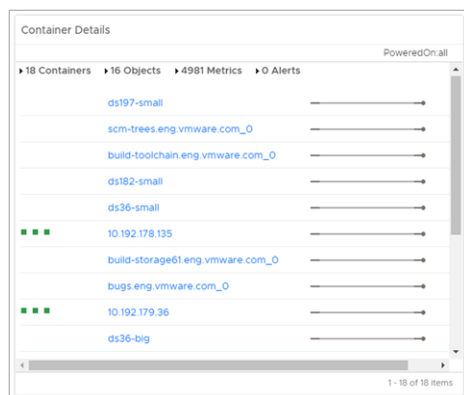 Container Details
PoweredOn:all
18 Containers 16 Objects 4981 Metrics 0 Alerts
ds197-small
scm-trees.eng.vmware.com_0
build-toolchain.eng.vmware.com_0
ds182-small
ds36-small
10.192.178.135
build-storage61.eng.vmware.com_0
bugs.eng.vmware.com_0
10.192.179.36
ds36-big
1 - 18 of 18 items